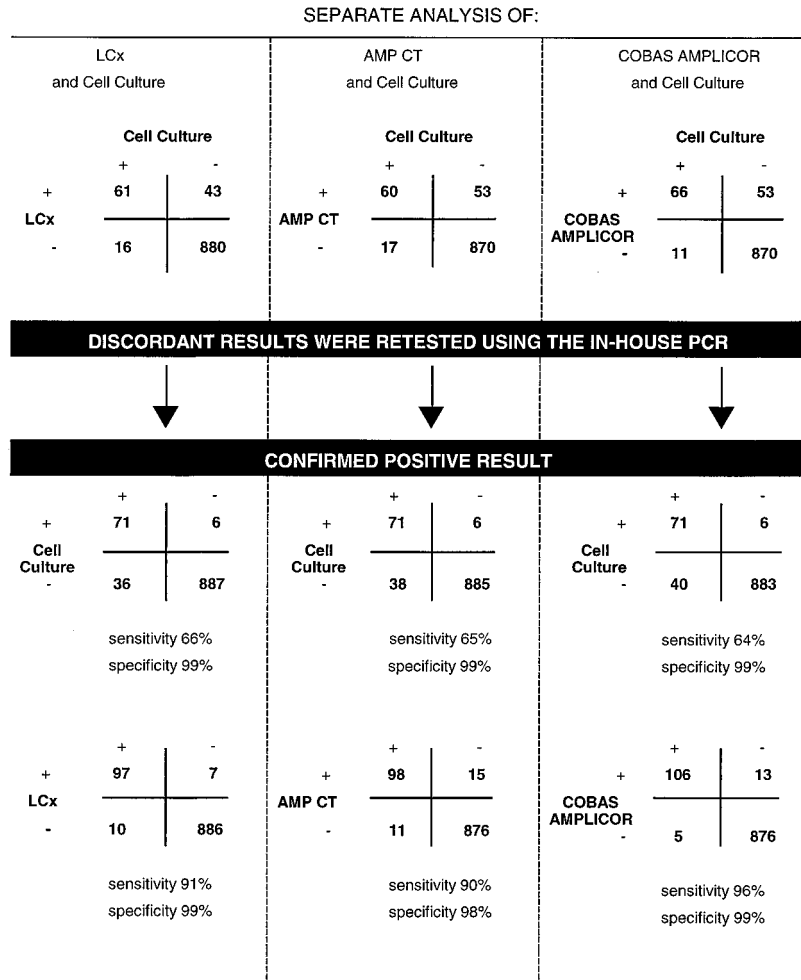 SEPARATE ANALYSIS OF:
LCx AMP CT COBAS AMPLICOR
and Cell Culture and Cell Culture and Cell Culture
Cell Culture Cell Culture Cell Culture
+ - + - + -
+ 61 43 + 60 53 + 66 53
LCx AMP CT COBAS
AMPLICOR
- 16 880 - 17 870 - 11 870
DISCORDANT RESULTS WERE RETESTED USING THE IN-HOUSE PCR
CONFIRMED POSITIVE RESULT
+ - + - + -
+ 71 6 + 71 6 + 71 6
Cell Cell Cell
Culture Culture Culture
- 36 887 - 38 885 - 40 883
sensitivity 66% sensitivity 65% sensitivity 64%
specificity 99% specificity 99% specificity 99%
+ - + - + -
+ 97 7 + 98 15 + 106 13
LCx AMP CT COBAS
AMPLICOR
- 10 886 - 11 876 - 5 876
sensitivity 91% sensitivity 90% sensitivity 96%
specificity 99% specificity 98% specificity 99%